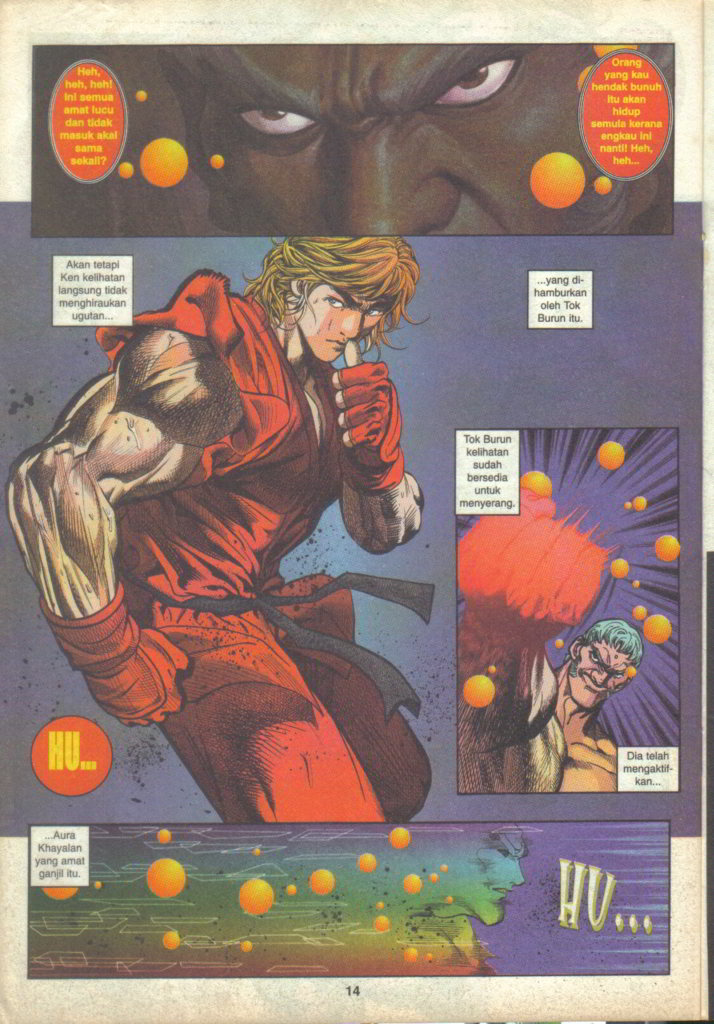 Heh,
heh, heh!
Ini semua
amat lucu
dan tidak
masuk akal
sama
sekali?
Orang
yang kau
hendak bunuh
itu akan
hidup
semula kerana
engkau ini
nanti! Heh,
heh...
Akan tetapi
Ken kelihatan
langsung tidak
menghiraukan
ugutan...
...yang di-
hamburkan
oleh Tok
Burun itu.
Tok Burun
kelihatan
sudah
bersedia
untuk
menyerang.
HU...
Dia telah
mengaktif-
kan...
...Aura
Khayalan
yang amat
ganjil itu.
HU...
14